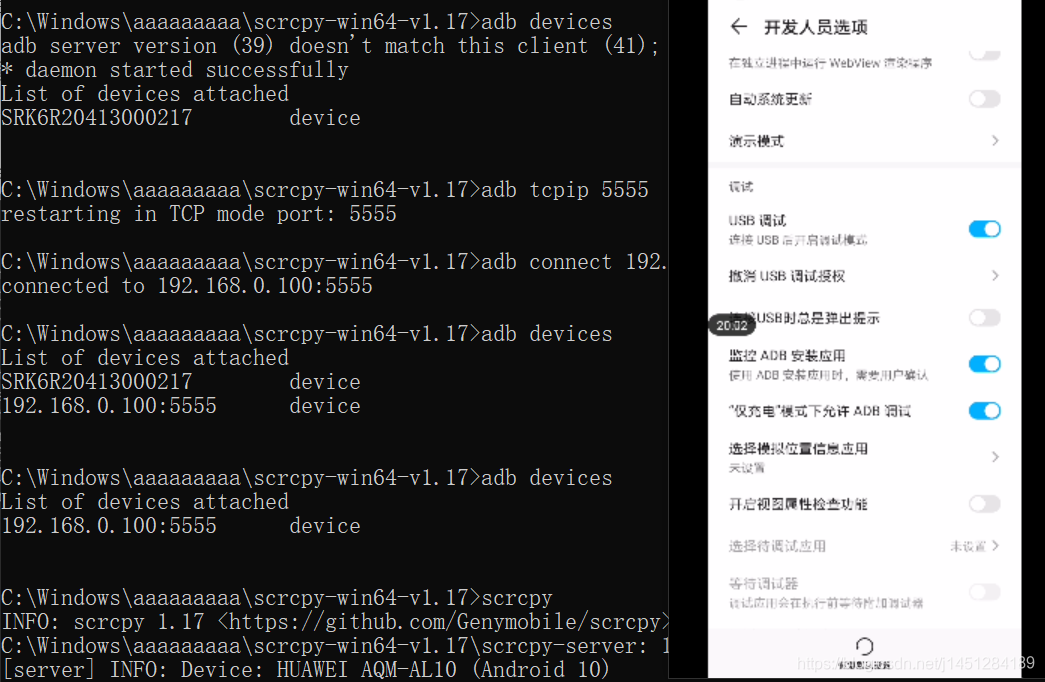 C:\Windows\aaaaaaaaa\scrcpy-win64-v1.17>adb devices
adb server version (39) doesn't match this client (41);
* daemon started successfully
List of devices attached
SRK6R20413000217 device
C:\Windows\aaaaaaaaa\scrcpy-win64-v1.17>adb tcpip 5555
restarting in TCP mode port: 5555
C:\Windows\aaaaaaaaa\scrcpy-win64-v1.17>adb connect 192.
connected to 192.168.0.100:5555
C:\Windows\aaaaaaaaa\scrcpy-win64-v1.17>adb devices
List of devices attached
SRK6R20413000217 device
192.168.0.100:5555 device
C:\Windows\aaaaaaaaa\scrcpy-win64-v1.17>adb devices
List of devices attached
192.168.0.100:5555 device
C:\Windows\aaaaaaaaa\scrcpy-win64-v1.17>scrcpy
INFO: scrcpy 1.17 <https://github.com/Genymobile/scrcpy>
C:\Windows\aaaaaaaaa\scrcpy-win64-v1.17\scrcpy-server: 1
[server] INFO: Device: HUAWEI AQM-AL10 (Android 10)
开发人员选项
在独立进程中运行 WebView 渲染程序
自动系统更新
演示模式
调试
USB 调试
连接 USB 后开启调试模式
撤消 USB 调试授权
USB时总是弹出提示
20:02
监控 ADB 安装应用
使用 ADB 安装应用时，需要用户确认
“仅充电”模式下允许 ADB 调试
选择模拟位置信息应用
未设置
开启视图属性检查功能
选择待调试应用 未设置
等待调试器
调试应用会在执行前等待附加调试器